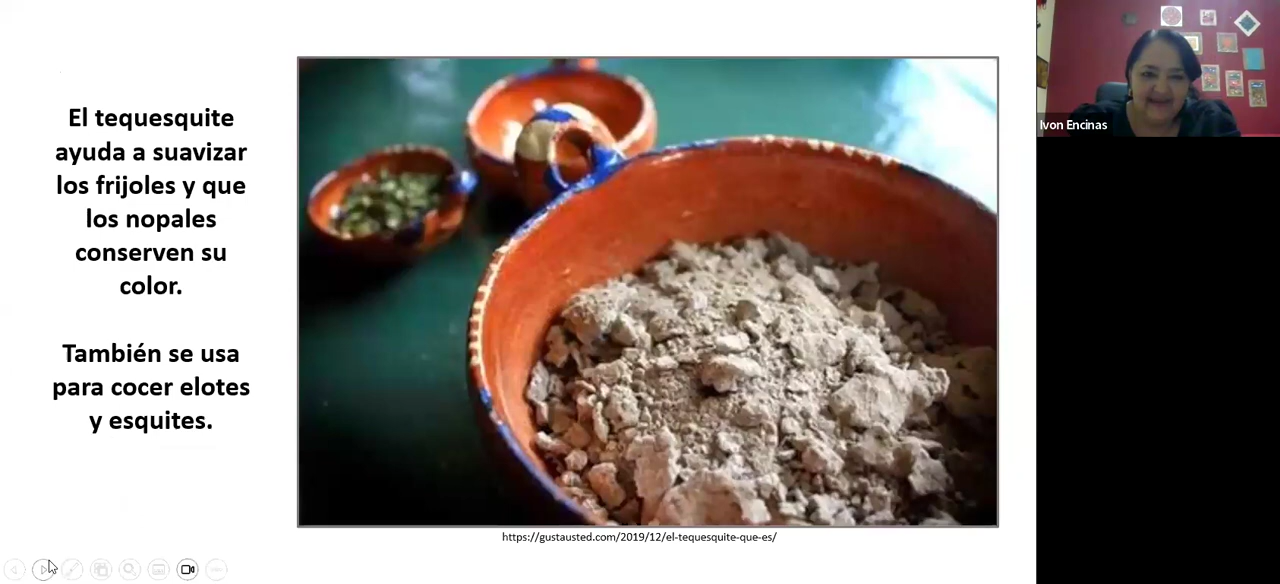 El tequesquite
ayuda a suavizar
los frijoles y que
los nopales
conserven su
color.
También se usa
para cocer elotes
y esquites.
https://gustausted.com/2019/12/el-tequesquite-que-es/
Ivon Encinas